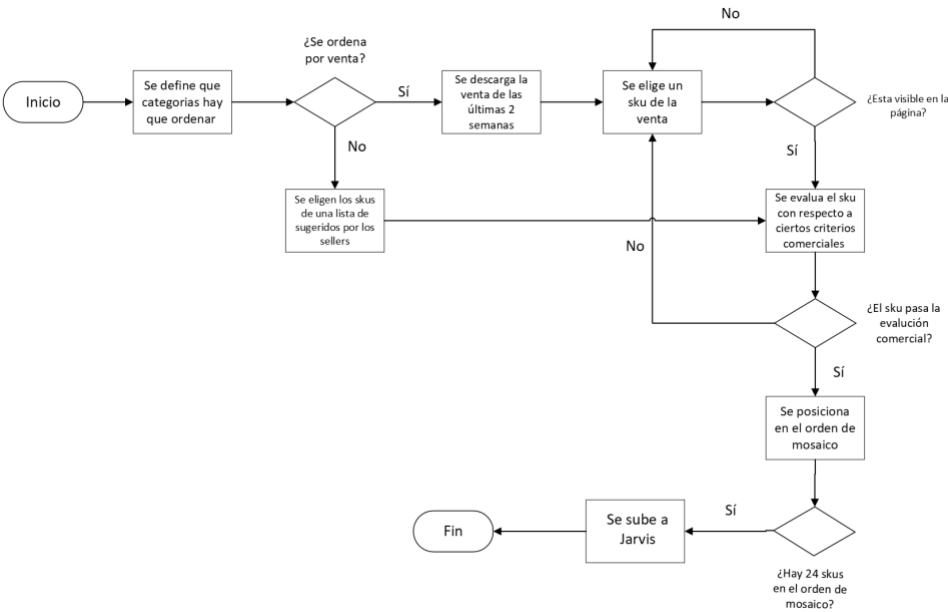 No
¿Se ordena
por venta?
Inicio
Se define que
categorias hay
que ordenar
Sí
Se descarga la
venta de las
últimas 2
semanas
Se elige un
sku de la
venta
¿Esta visible en la
página?
No
Sí
Se eligen los skus
de una lista de
sugeridos por los
sellers
Se evalua el sku
con respecto a
ciertos criterios
comerciales
No
¿El sku pasa la
evalución
comercial?
Sí
Se posiciona
en el orden de
mosaico
Fin
Se sube a
Jarvis
Sí
¿Hay 24 skus
en el orden de
mosaico?